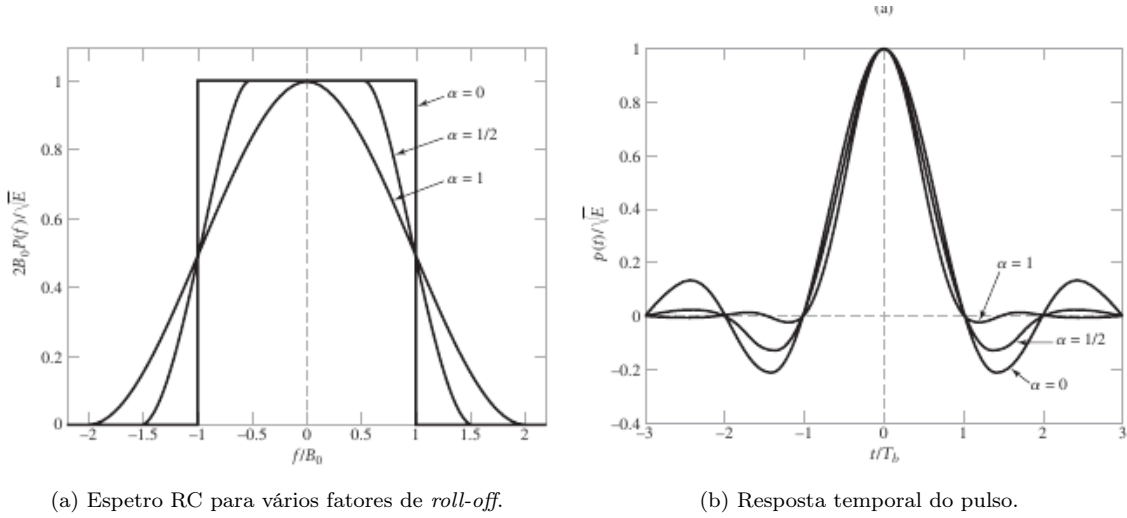 (a)
1
0.8
0.6
0.4
0.2
0
−2
−1.5
−1
−0.5
0
0.5
1
1.5
2
2B₀P(f)/√E
f/B₀
α = 0
α = 1/2
α = 1
1
0.8
0.6
0.4
0.2
0
−0.2
−0.4
−3
−2
−1
0
1
2
3
p(t)/√E
t/T_b
α = 1
α = 1/2
α = 0
(a) Espetro RC para vários fatores de roll-off.
(b) Resposta temporal do pulso.